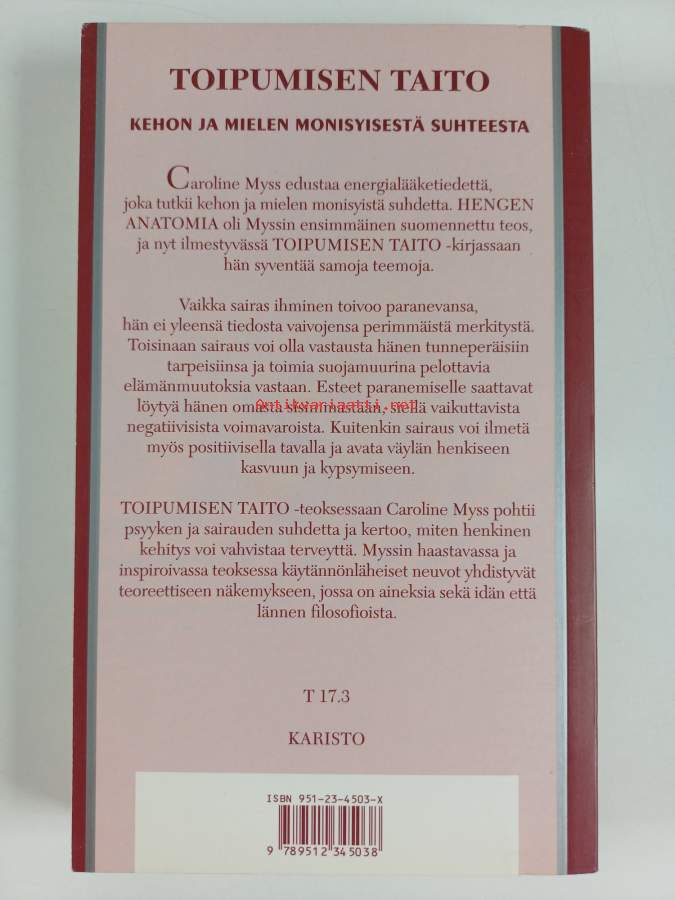 TOIPUMISEN TAITO
KEHON JA MIELEN MONISYISESTÄ SUHTEESTA
Caroline Myss edustaa energialääketiedettä,
joka tutkii kehon ja mielen monisyistä suhdetta. HENGEN
ANATOMIA oli Myssin ensimmäinen suomennettu teos,
ja nyt ilmestyvässä TOIPUMISEN TAITO -kirjassaan
hän syventää samoja teemoja.
Vaikka sairas ihminen toivoo paranevansa,
hän ei yleensä tiedosta vaivojensa perimmäistä merkitystä.
Toisinaan sairaus voi olla vastausta hänen tunneperäisiin
tarpeisiinsa ja toimia suojamuurina pelottavia
elämänmuutoksia vastaan. Esteet paranemiselle saattavat
löytyä hänen omasta sisimmästään, siellä vaikuttavista
Antikvariaatti.net
negatiivisista voimavaroista. Kuitenkin sairaus voi ilmetä
myös positiivisella tavalla ja avata väylän henkiseen
kasvuun ja kypsymiseen.
TOIPUMISEN TAITO -teoksessaan Caroline Myss pohtii
psyyken ja sairauden suhdetta ja kertoo, miten henkinen
kehitys voi vahvistaa terveyttä. Myssin haastavassa ja
inspiroivassa teoksessa käytännönläheiset neuvot yhdistyvät
teoreettiseen näkemykseen, jossa on aineksia sekä idän että
lännen filosofioista.
T 17.3
KARISTO
ISBN 951-23-4503-X
9 789512 345038